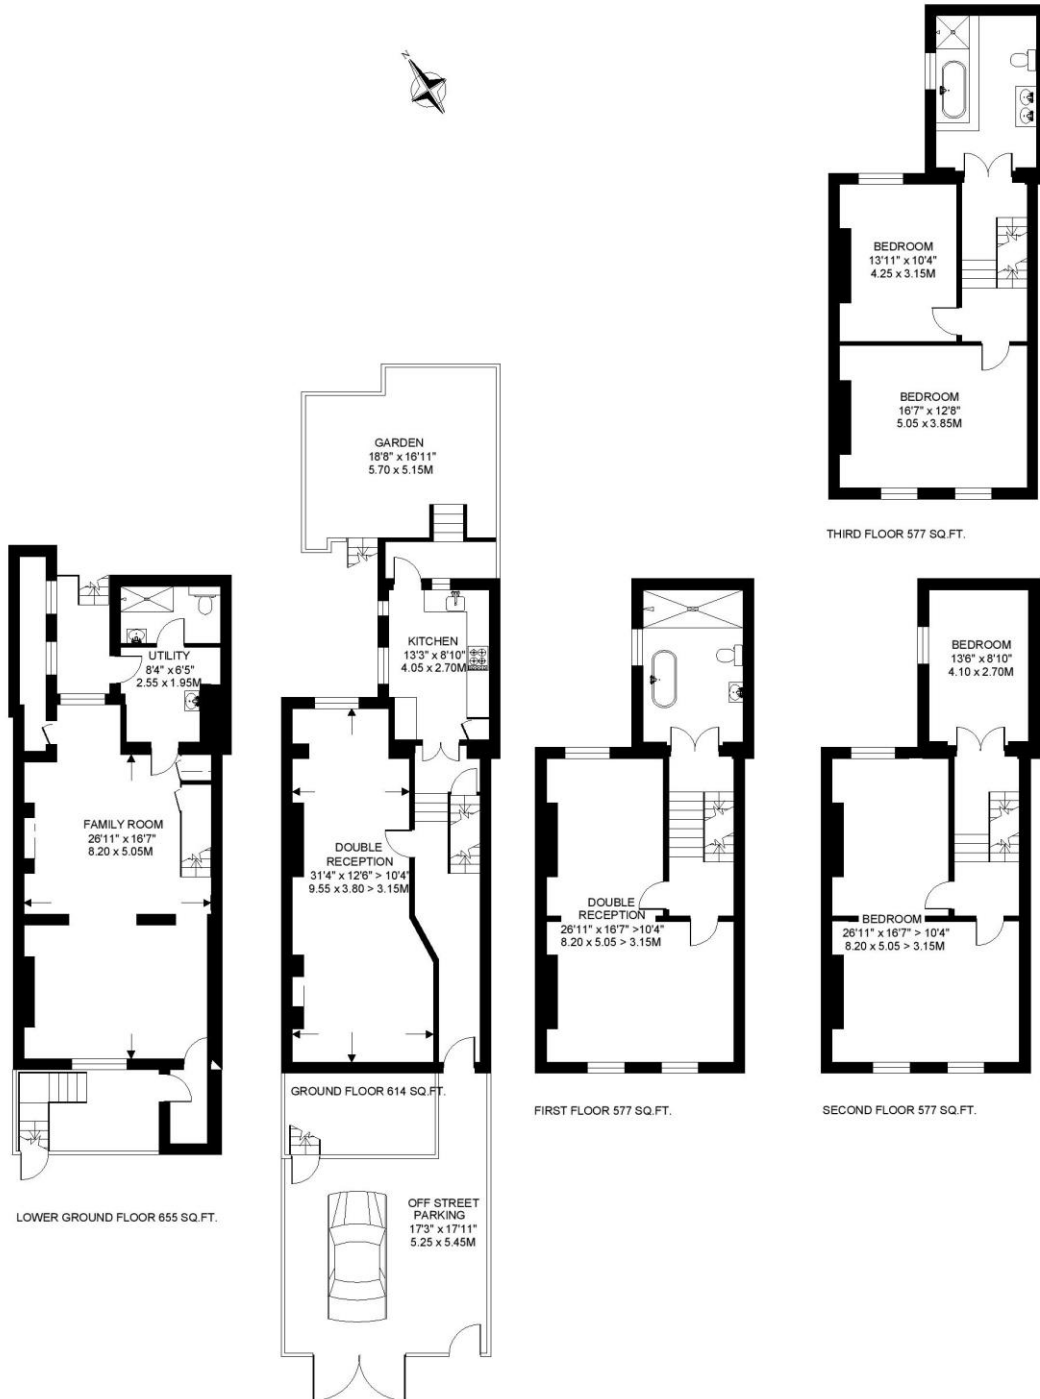 N
BEDROOM
13'11" x 10'4"
4.25 x 3.15M
BEDROOM
16'7" x 12'8"
5.05 x 3.85M
THIRD FLOOR 577 SQ.FT.
GARDEN
18'8" x 16'11"
5.70 x 5.15M
UTILITY
8'4" x 6'5"
2.55 x 1.95M
FAMILY ROOM
26'11" x 16'7"
8.20 x 5.05M
LOWER GROUND FLOOR 655 SQ.FT.
KITCHEN
13'3" x 8'10"
4.05 x 2.70M
DOUBLE
RECEPTION
31'4" x 12'6" > 10'4"
9.55 x 3.80 > 3.15M
GROUND FLOOR 614 SQ.FT.
OFF STREET
PARKING
17'3" x 17'11"
5.25 x 5.45M
DOUBLE
RECEPTION
26'11" x 16'7" >10'4"
8.20 x 5.05 > 3.15M
FIRST FLOOR 577 SQ.FT.
BEDROOM
13'6" x 8'10"
4.10 x 2.70M
BEDROOM
26'11" x 16'7" > 10'4"
8.20 x 5.05 > 3.15M
SECOND FLOOR 577 SQ.FT.